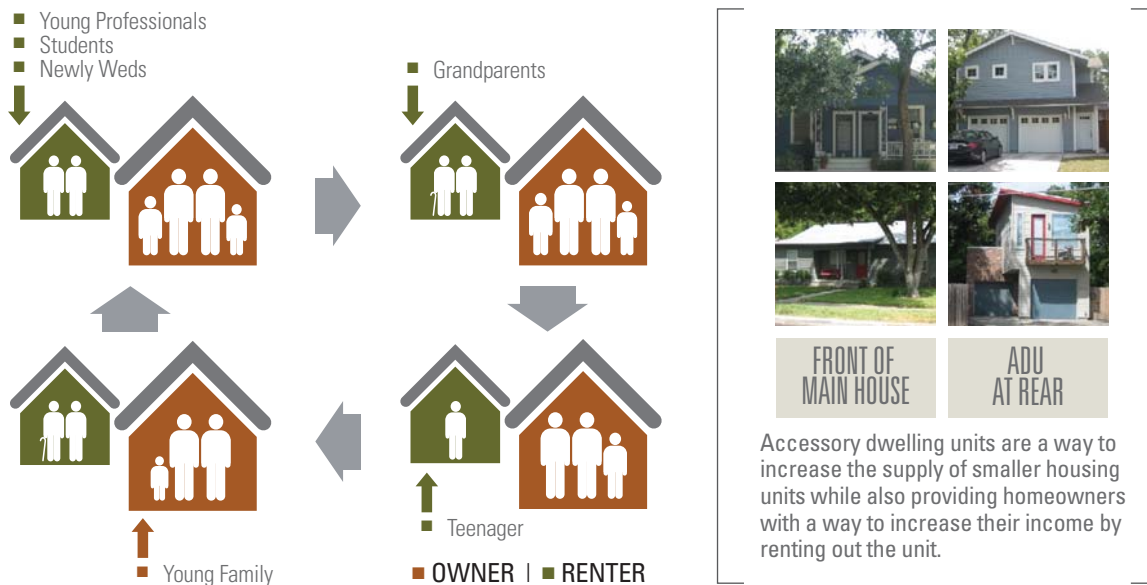 Young Professionals
Students
Newly Weds
Grandparents
Teenager
Young Family
OWNER | RENTER
FRONT OF
MAIN HOUSE
ADU
AT REAR
Accessory dwelling units are a way to
increase the supply of smaller housing
units while also providing homeowners
with a way to increase their income by
renting out the unit.